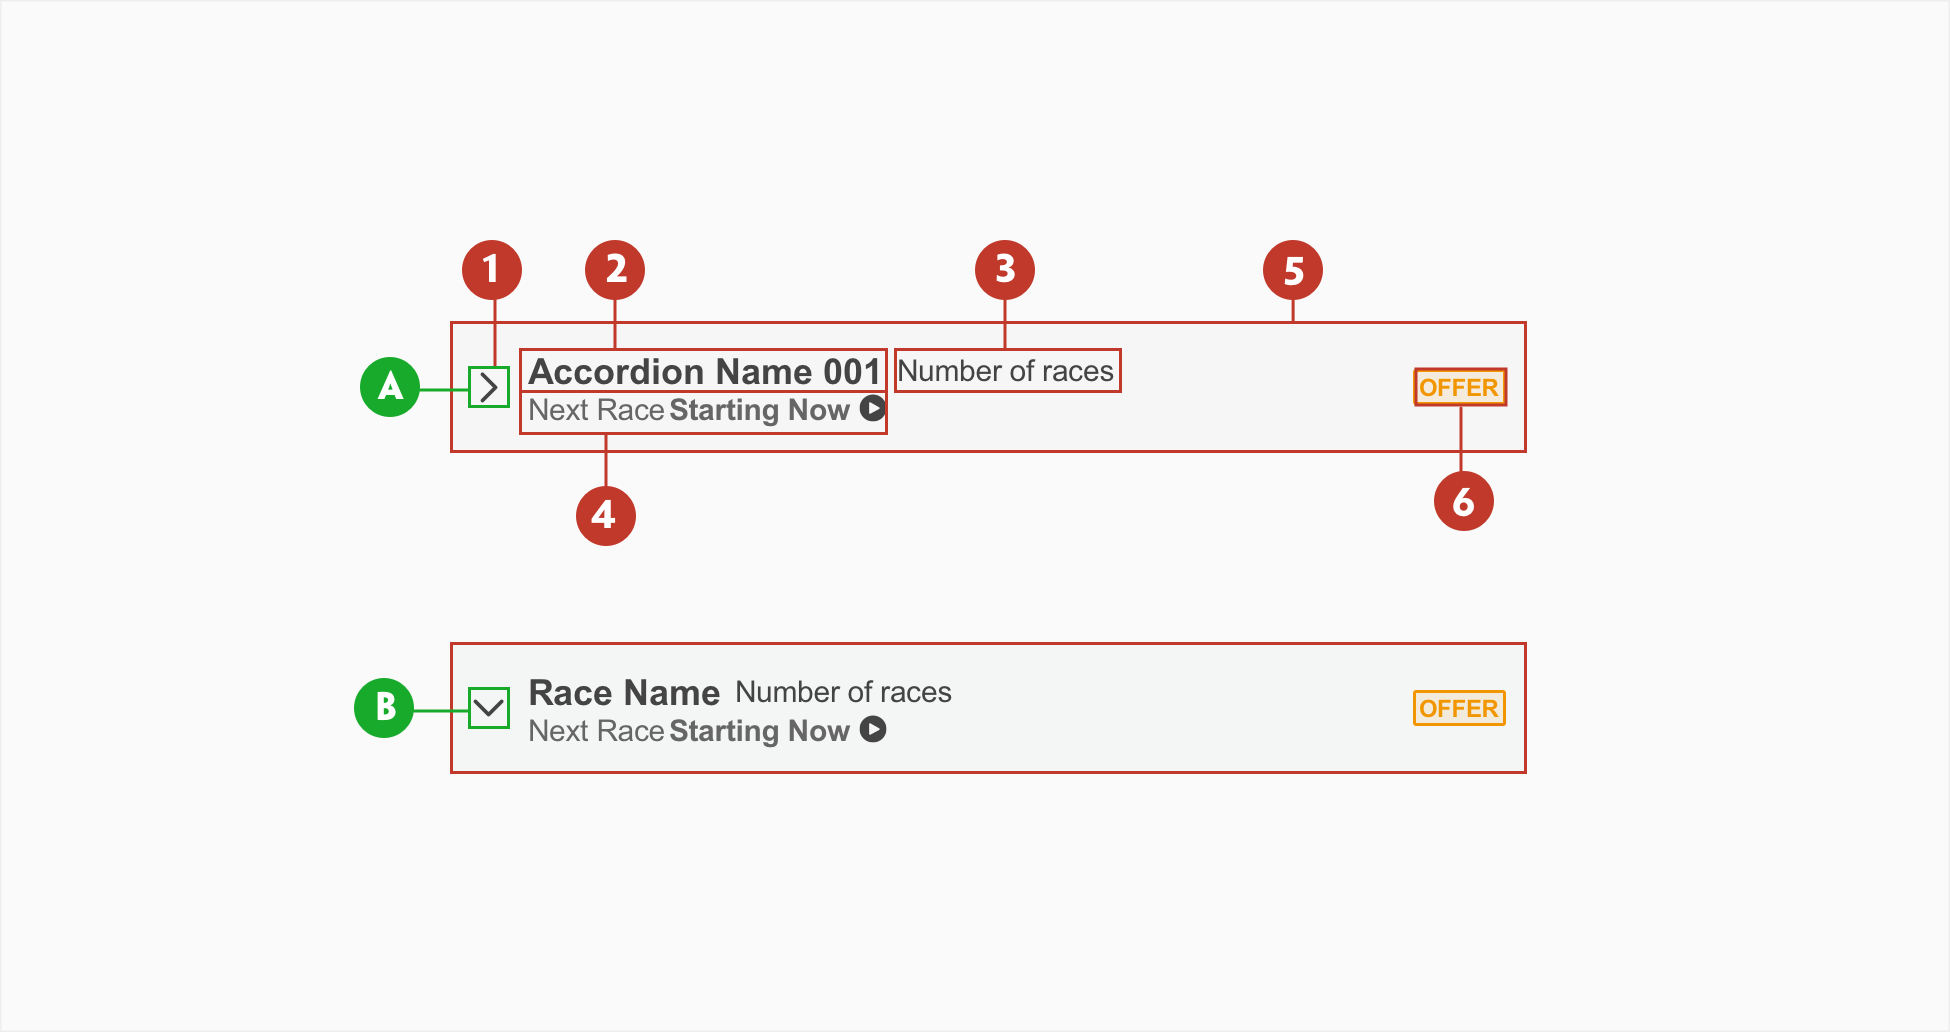 1 2 3 5
A
Accordion Name 001 Number of races
Next Race Starting Now
OFFER
4 6
B
Race Name Number of races
Next Race Starting Now
OFFER